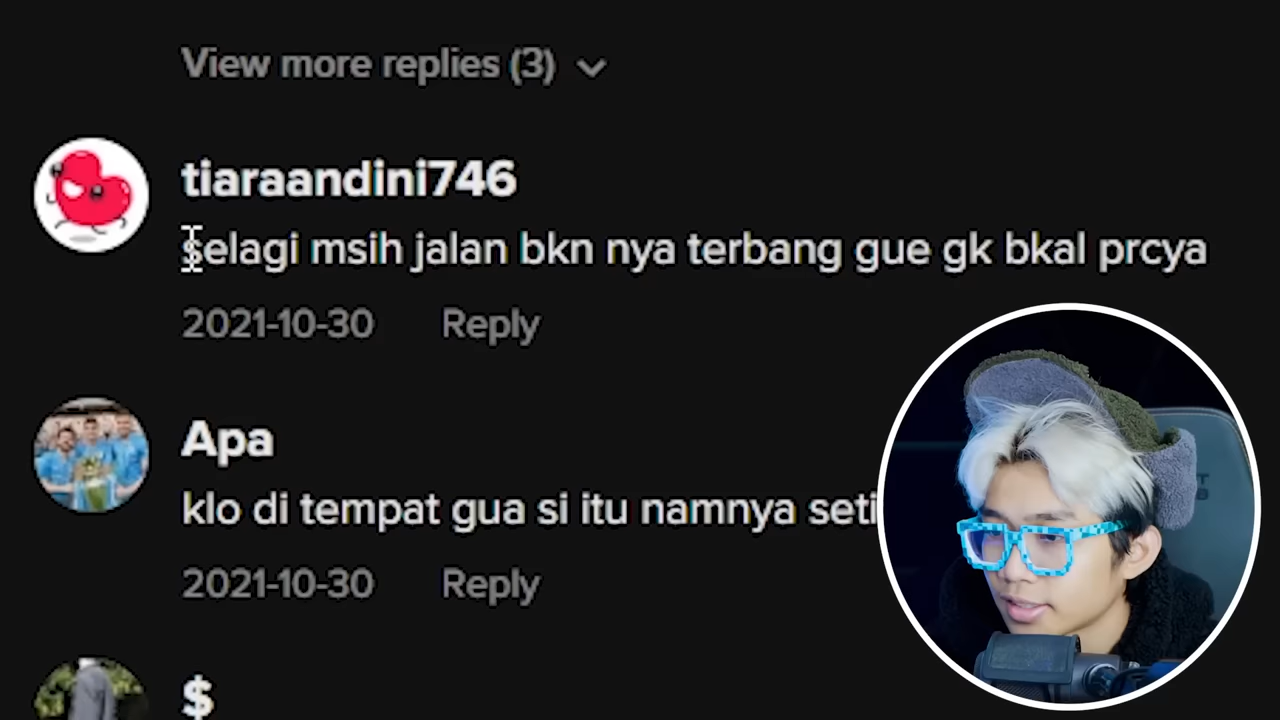 View more replies (3)
tiaraandini746
selagi msih jalan bkn nya terbang gue gk bkal prcya
2021-10-30 Reply
Apa
klo di tempat gua si itu namnya
2021-10-30 Reply
$